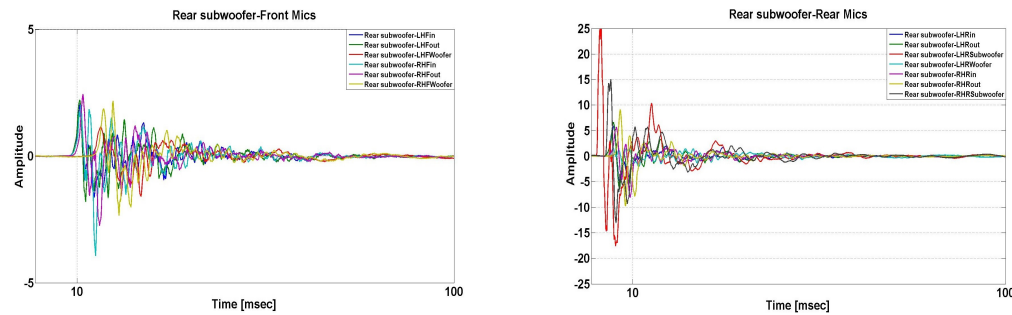 Rear subwoofer-Front Mics
5
Rear subwoofer-LHFin
Rear subwoofer-LHFout
Rear subwoofer-LHFWoofer
Rear subwoofer-RHFin
Rear subwoofer-RHFout
Rear subwoofer-RHFWoofer
Amplitude
0
-5
10
100
Time [msec]
Rear subwoofer-Rear Mics
25
20
15
10
5
0
-5
-10
-15
-20
-25
Rear subwoofer-LHRin
Rear subwoofer-LHRout
Rear subwoofer-LHRSubwoofer
Rear subwoofer-LHRWoofer
Rear subwoofer-RHRin
Rear subwoofer-RHRout
Rear subwoofer-RHRSubwoofer
Amplitude
10
100
Time [msec]